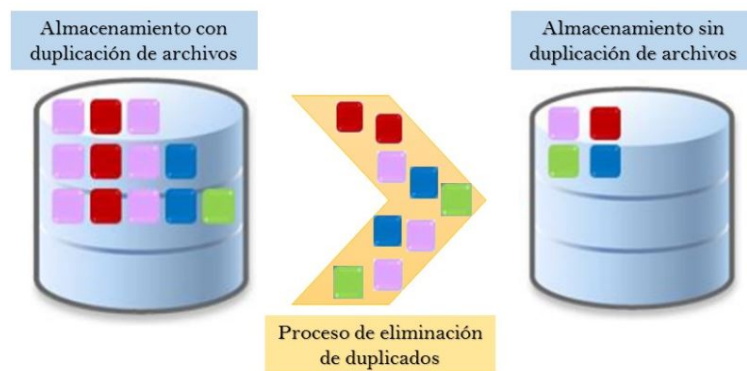 Almacenamiento con
duplicación de archivos
Almacenamiento sin
duplicación de archivos
Proceso de eliminación
de duplicados